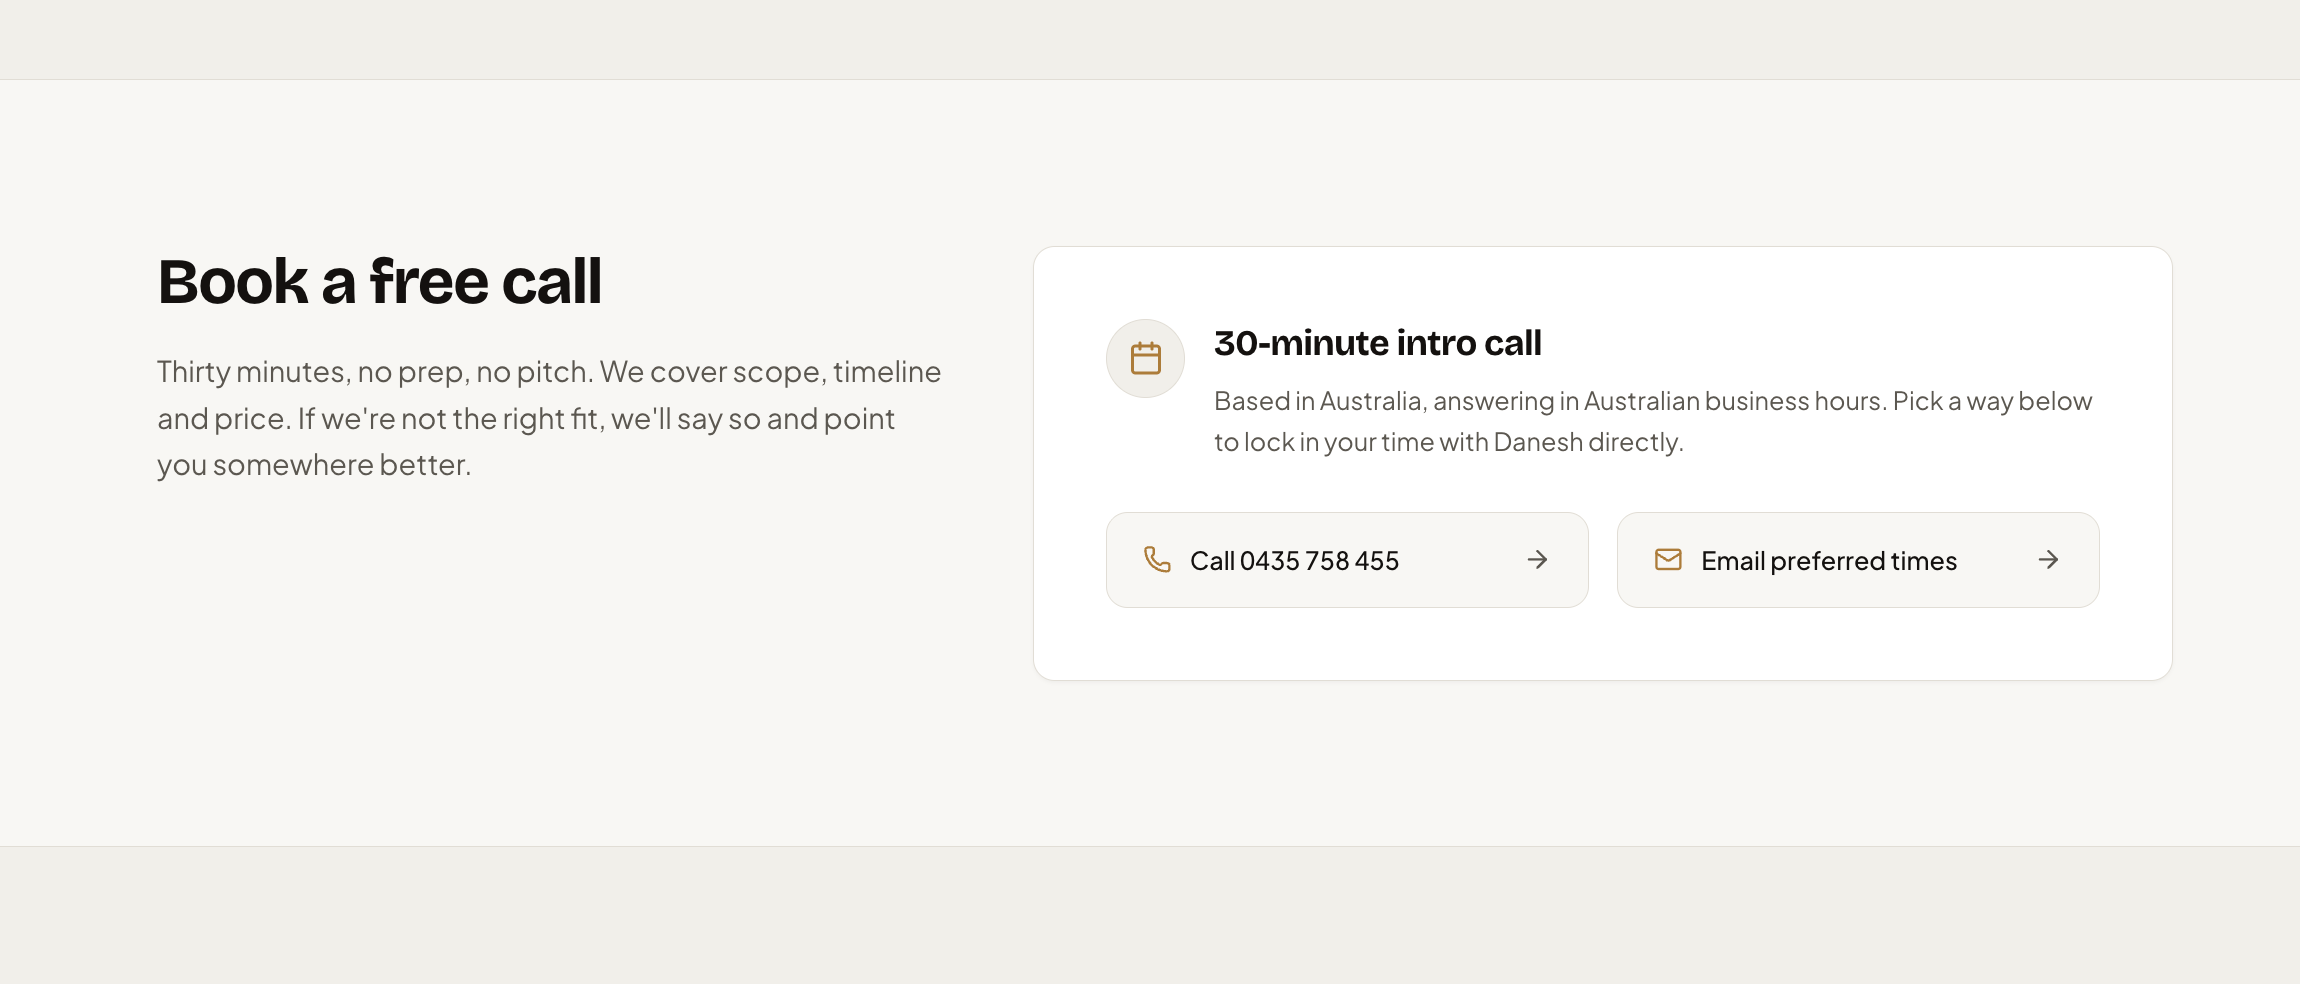 Book a free call
Thirty minutes, no prep, no pitch. We cover scope, timeline
and price. If we're not the right fit, we'll say so and point
you somewhere better.
30-minute intro call
Based in Australia, answering in Australian business hours. Pick a way below
to lock in your time with Danesh directly.
Call 0435 758 455
Email preferred times